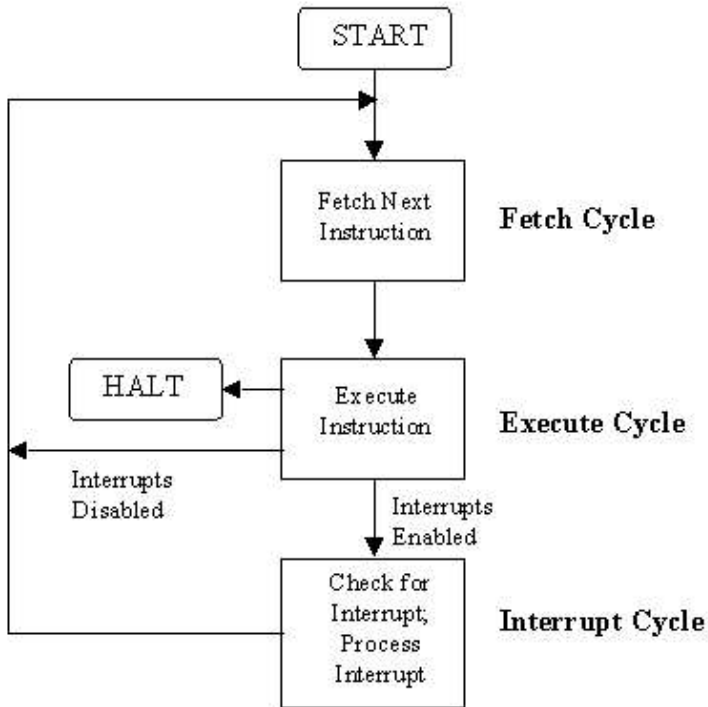 START
Fetch Next
Instruction
Fetch Cycle
HALT
Execute
Instruction
Execute Cycle
Interrupts
Disabled
Interrupts
Enabled
Check for
Interrupt;
Process
Interrupt
Interrupt Cycle